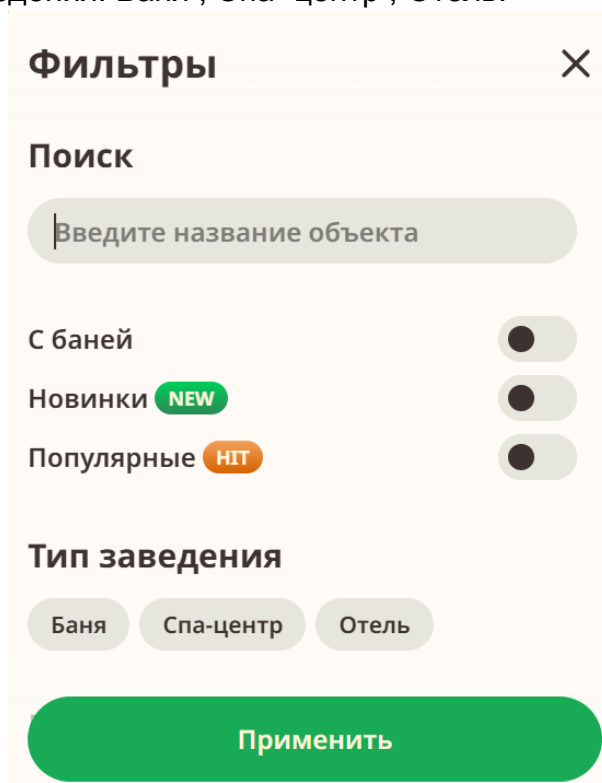 Фильтры
Поиск
Введите название объекта
С баней
Новинки NEW
Популярные HIT
Тип заведения
Баня Спа-центр Отель
Применить